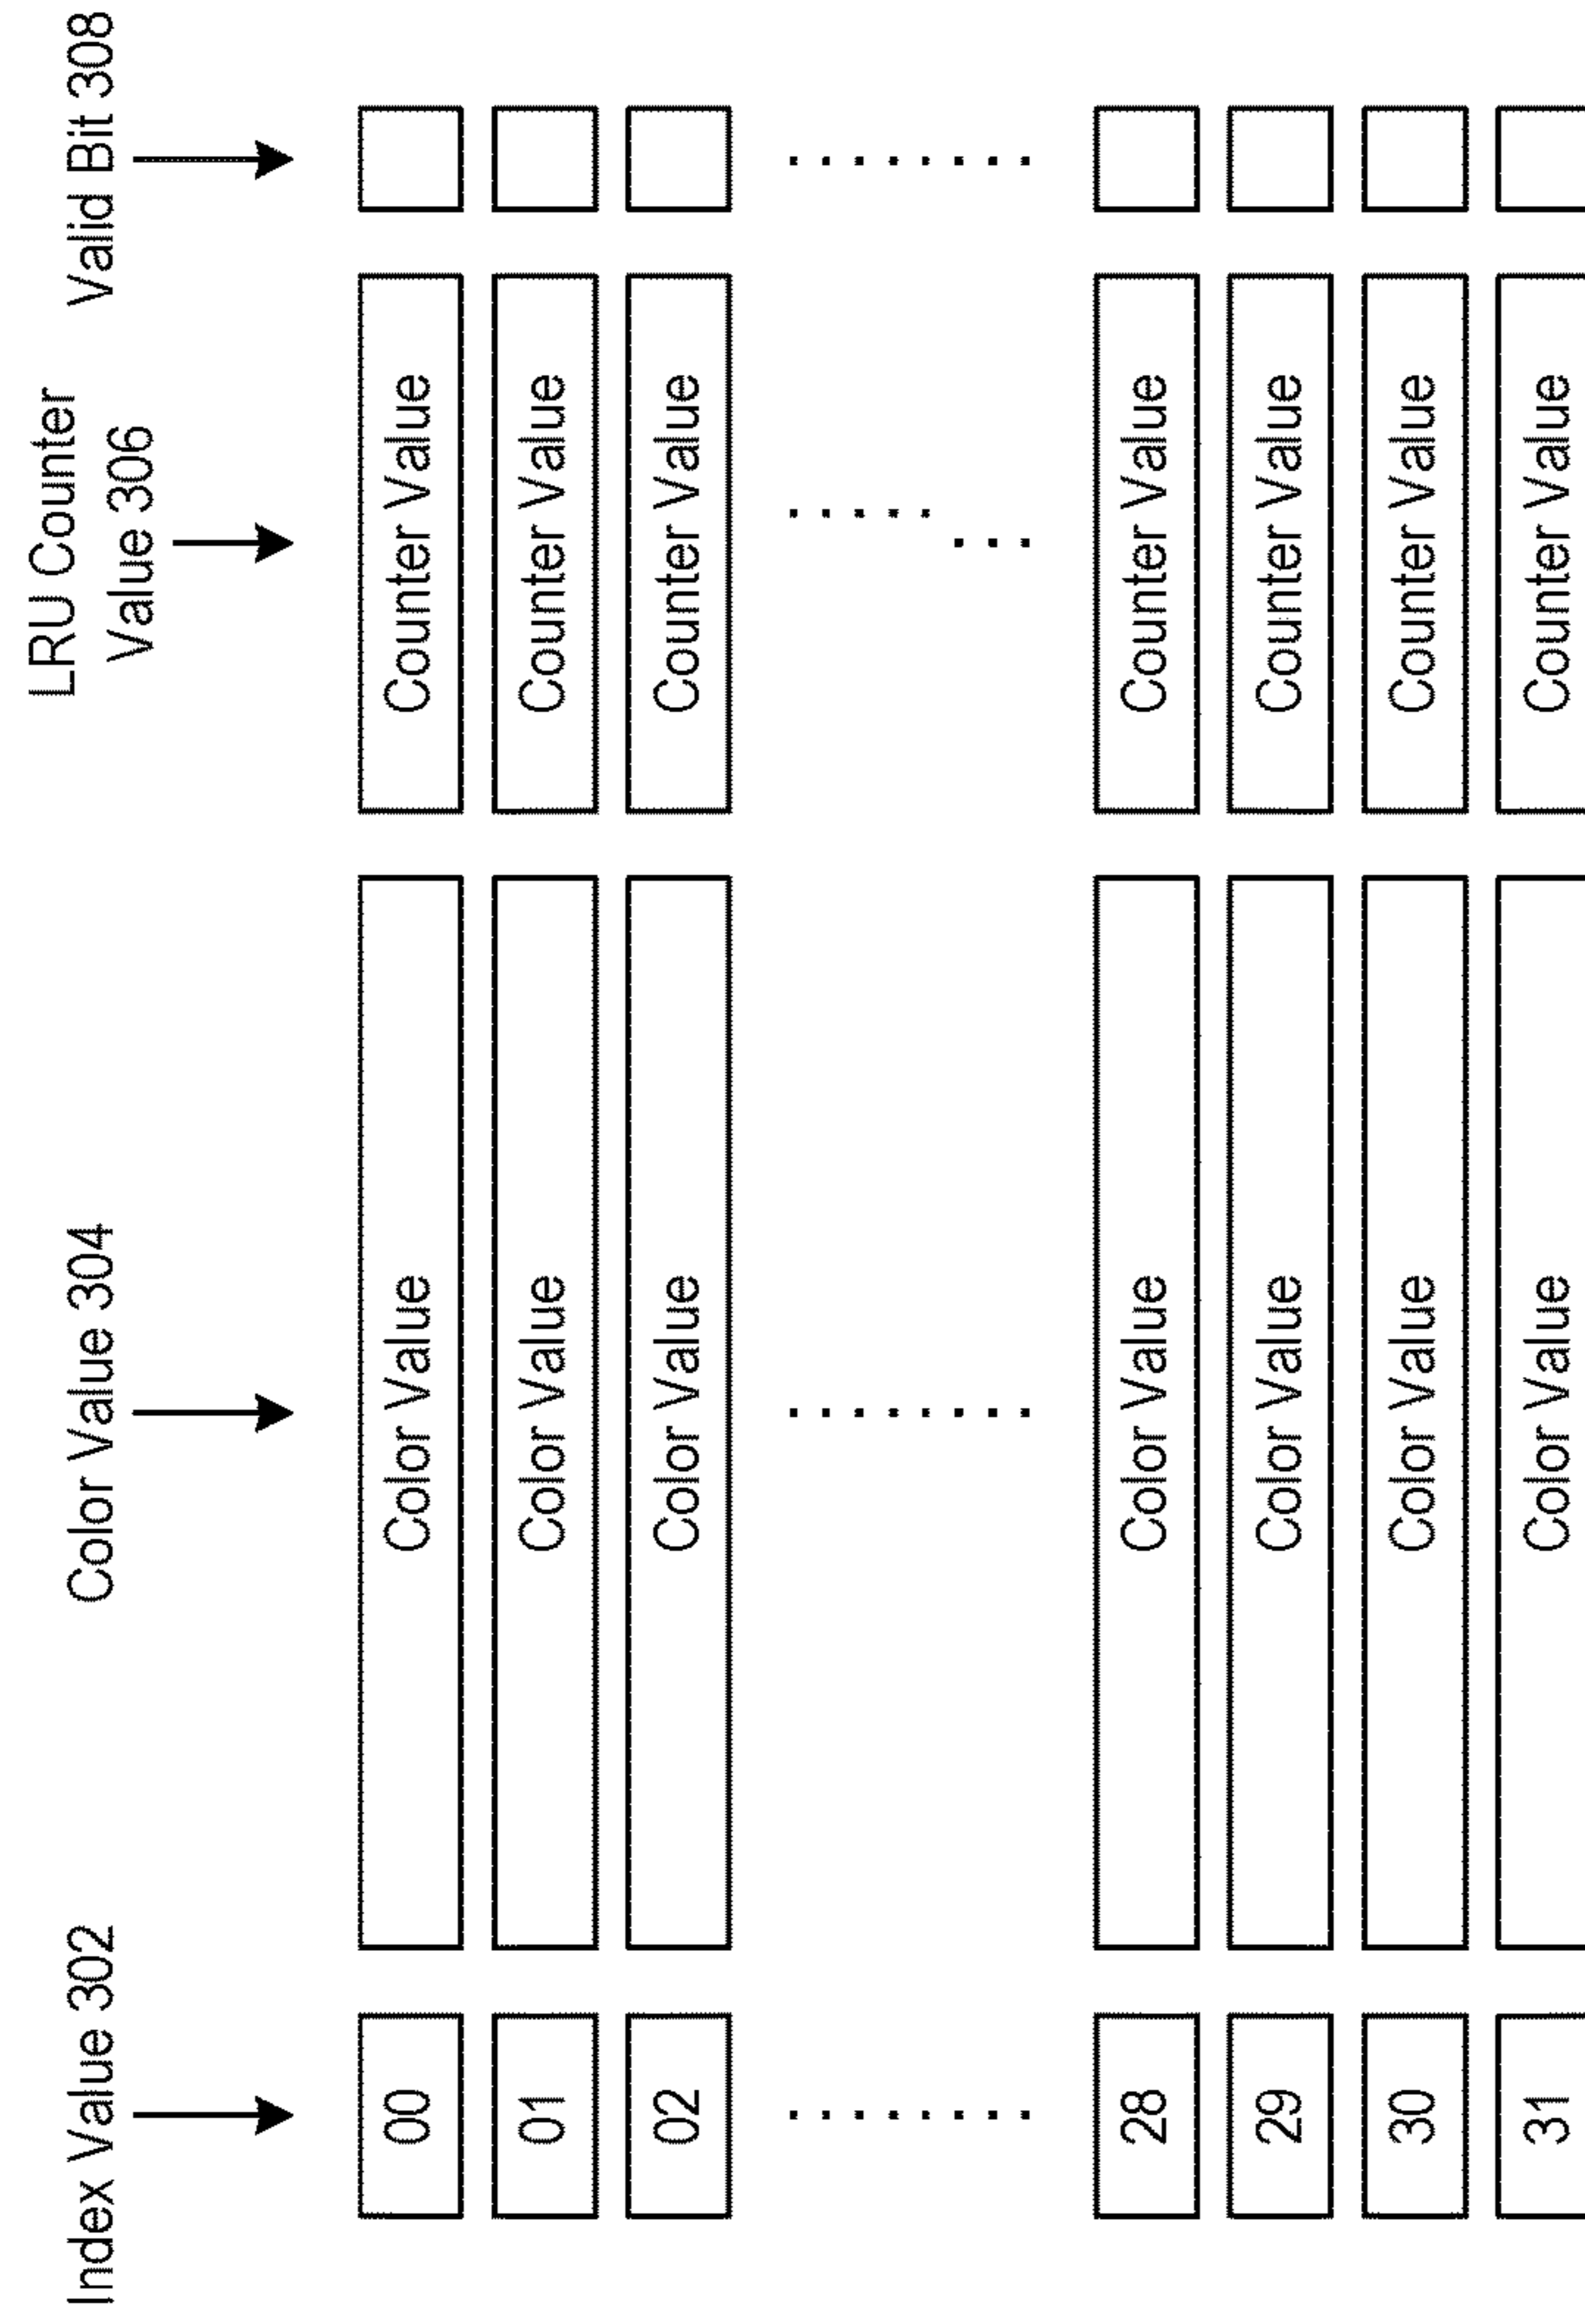 Index Value 302
Color Value 304
LRU Counter
Value 306
Valid Bit 308
00 Color Value Counter Value
01 Color Value Counter Value
02 Color Value Counter Value
28 Color Value Counter Value
29 Color Value Counter Value
30 Color Value Counter Value
31 Color Value Counter Value